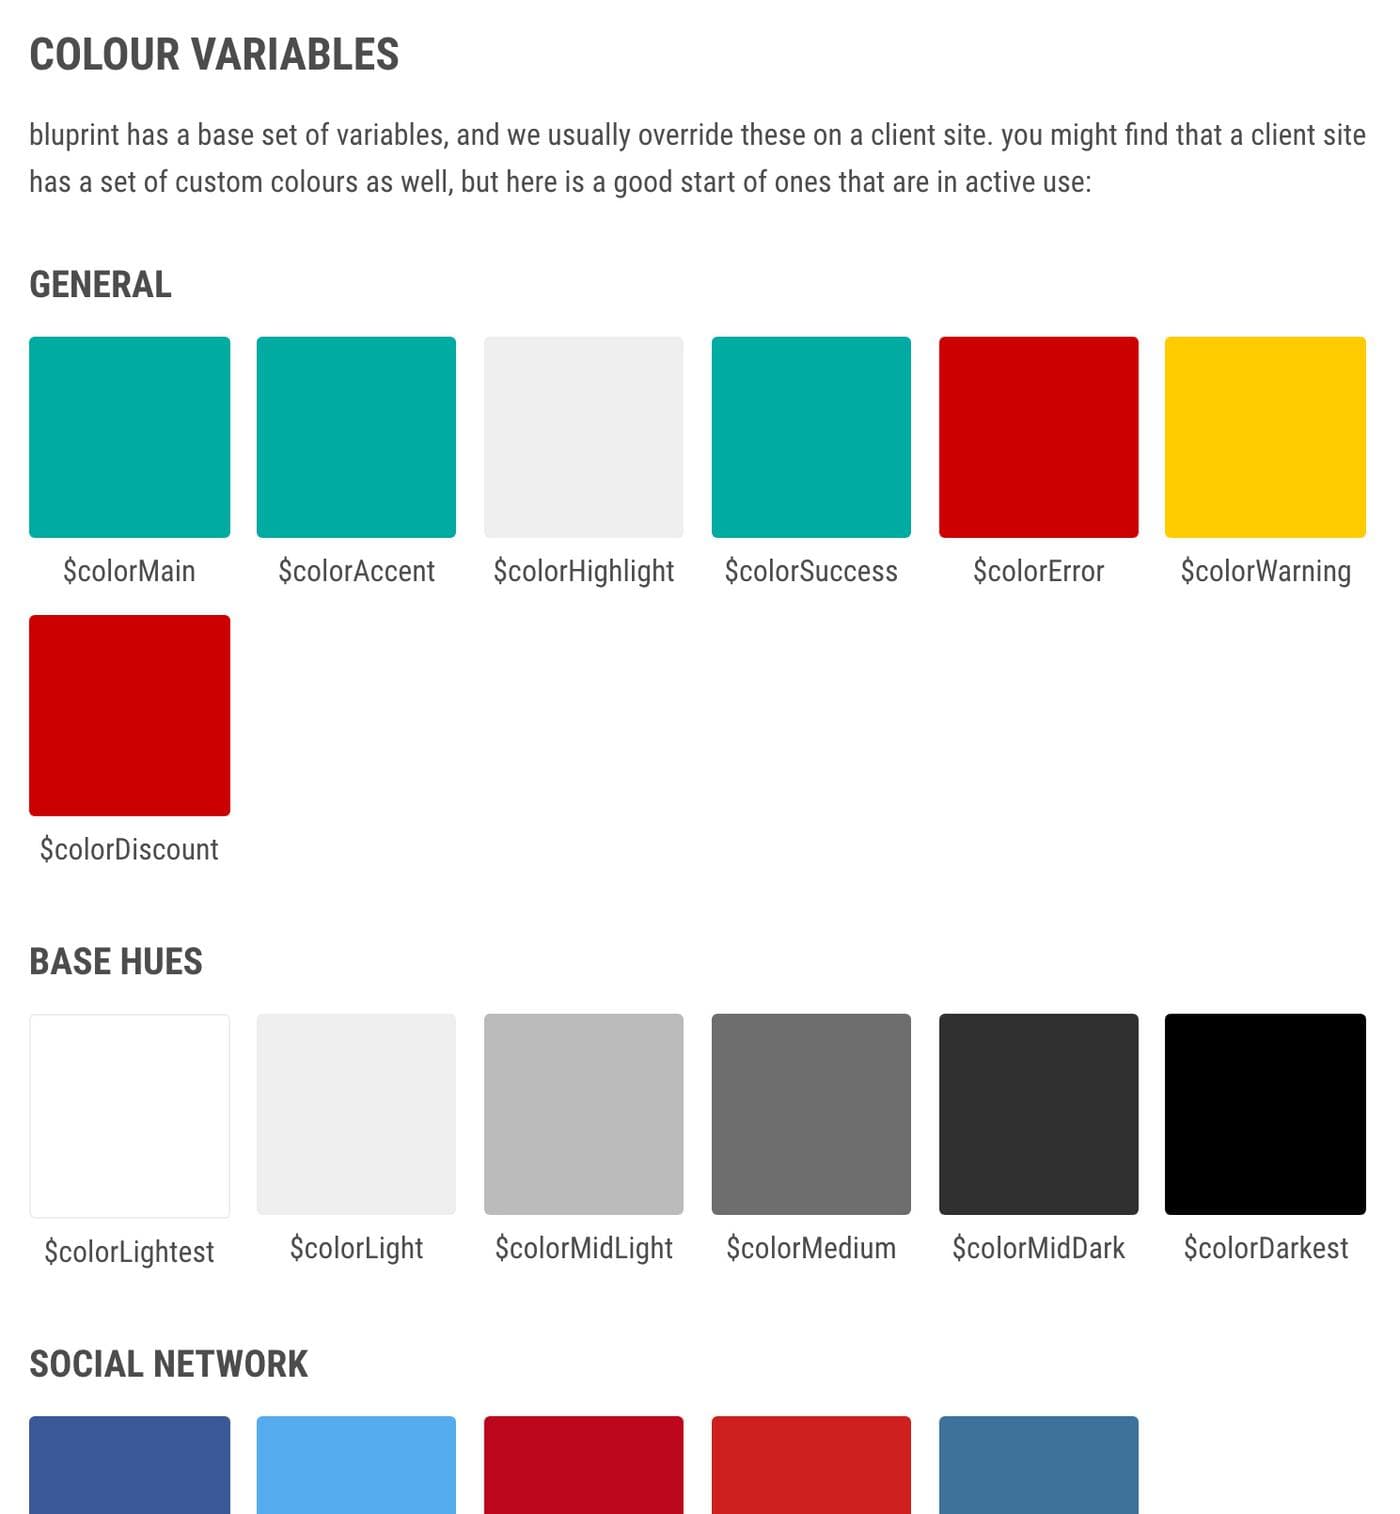 COLOUR VARIABLES
bluprint has a base set of variables, and we usually override these on a client site. you might find that a client site
has a set of custom colours as well, but here is a good start of ones that are in active use:
GENERAL
$colorMain
$colorAccent
$colorHighlight
$colorSuccess
$colorError
$colorWarning
$colorDiscount
BASE HUES
$colorLightest
$colorLight
$colorMidLight
$colorMedium
$colorMidDark
$colorDarkest
SOCIAL NETWORK